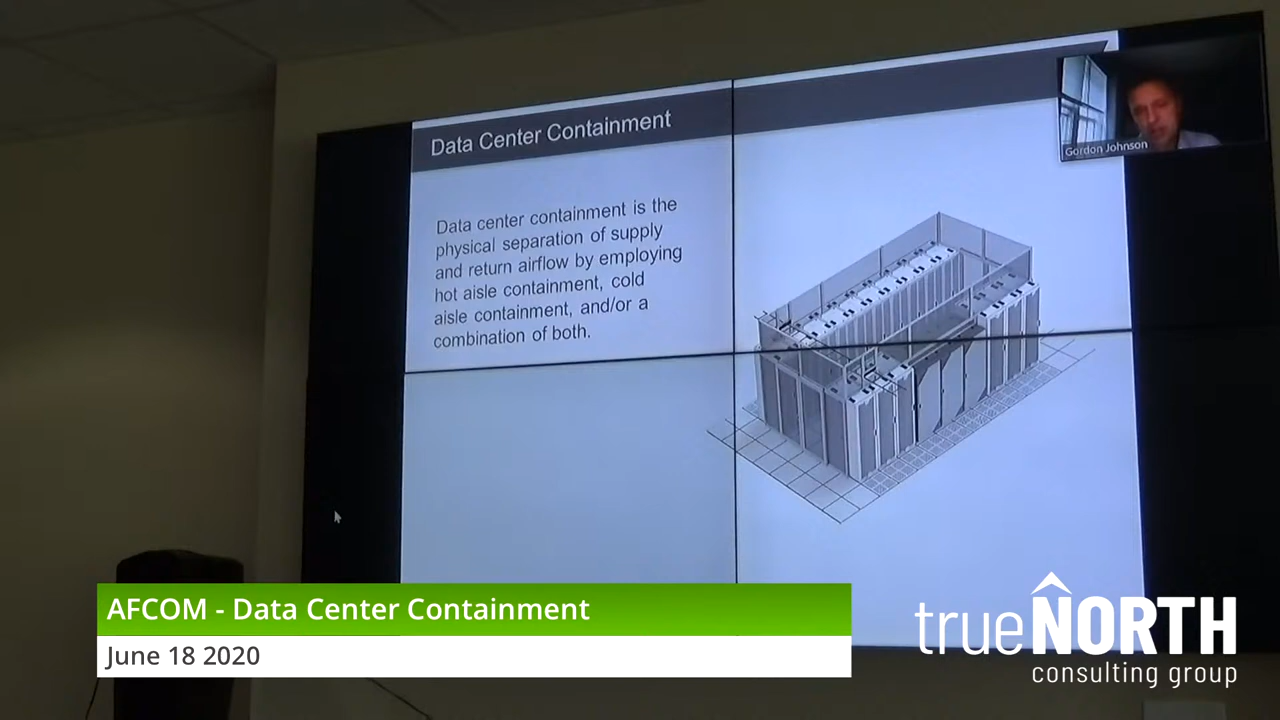 Data Center Containment
Gordon Johnson
Data center containment is the
physical separation of supply
and return airflow by employing
hot aisle containment, cold
aisle containment, and/or a
combination of both.
AFCOM - Data Center Containment
June 18 2020
trueNORTH
consulting group